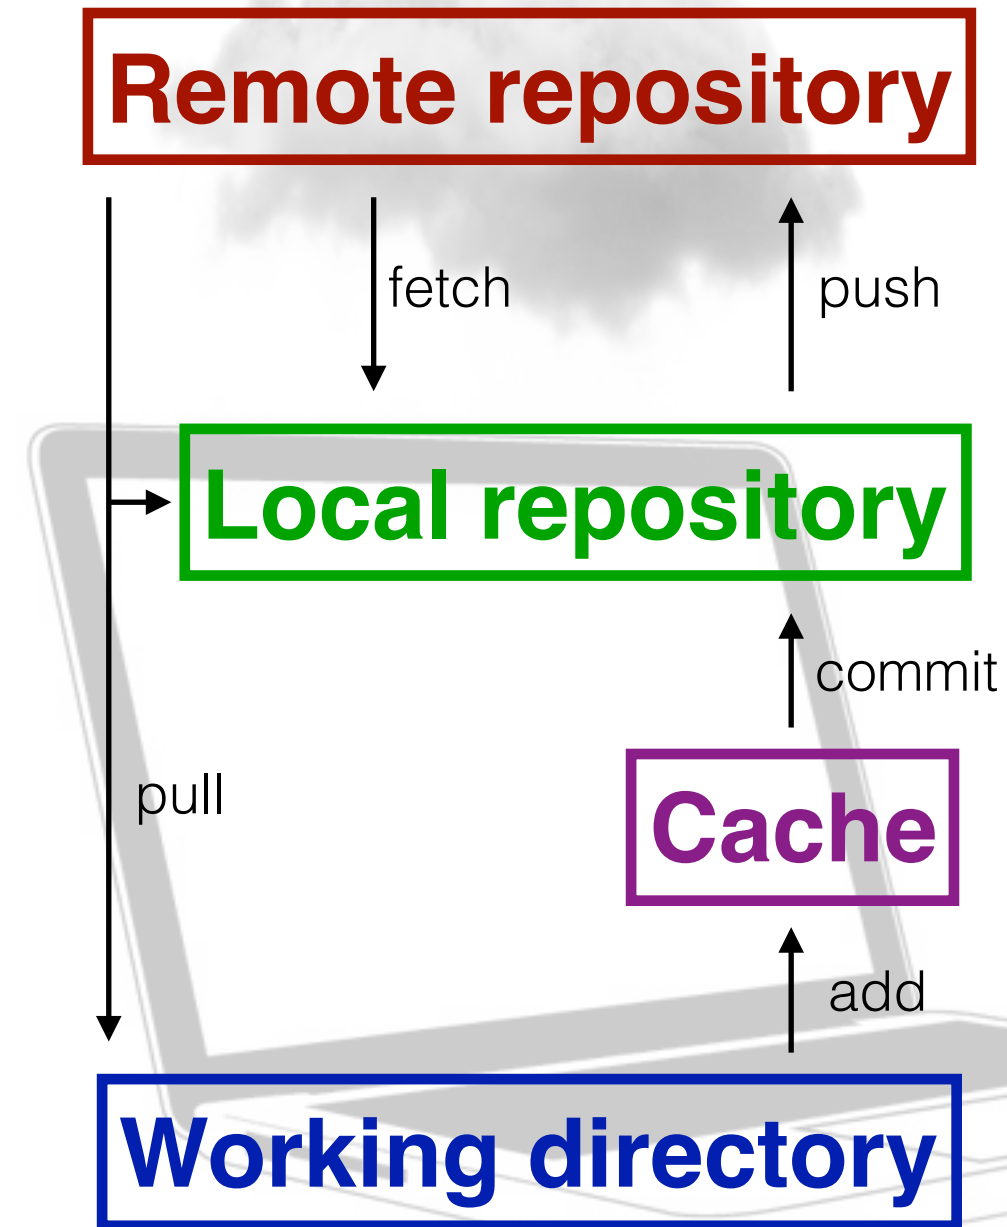 Remote repository
fetch
push
Local repository
commit
pull
Cache
add
Working directory